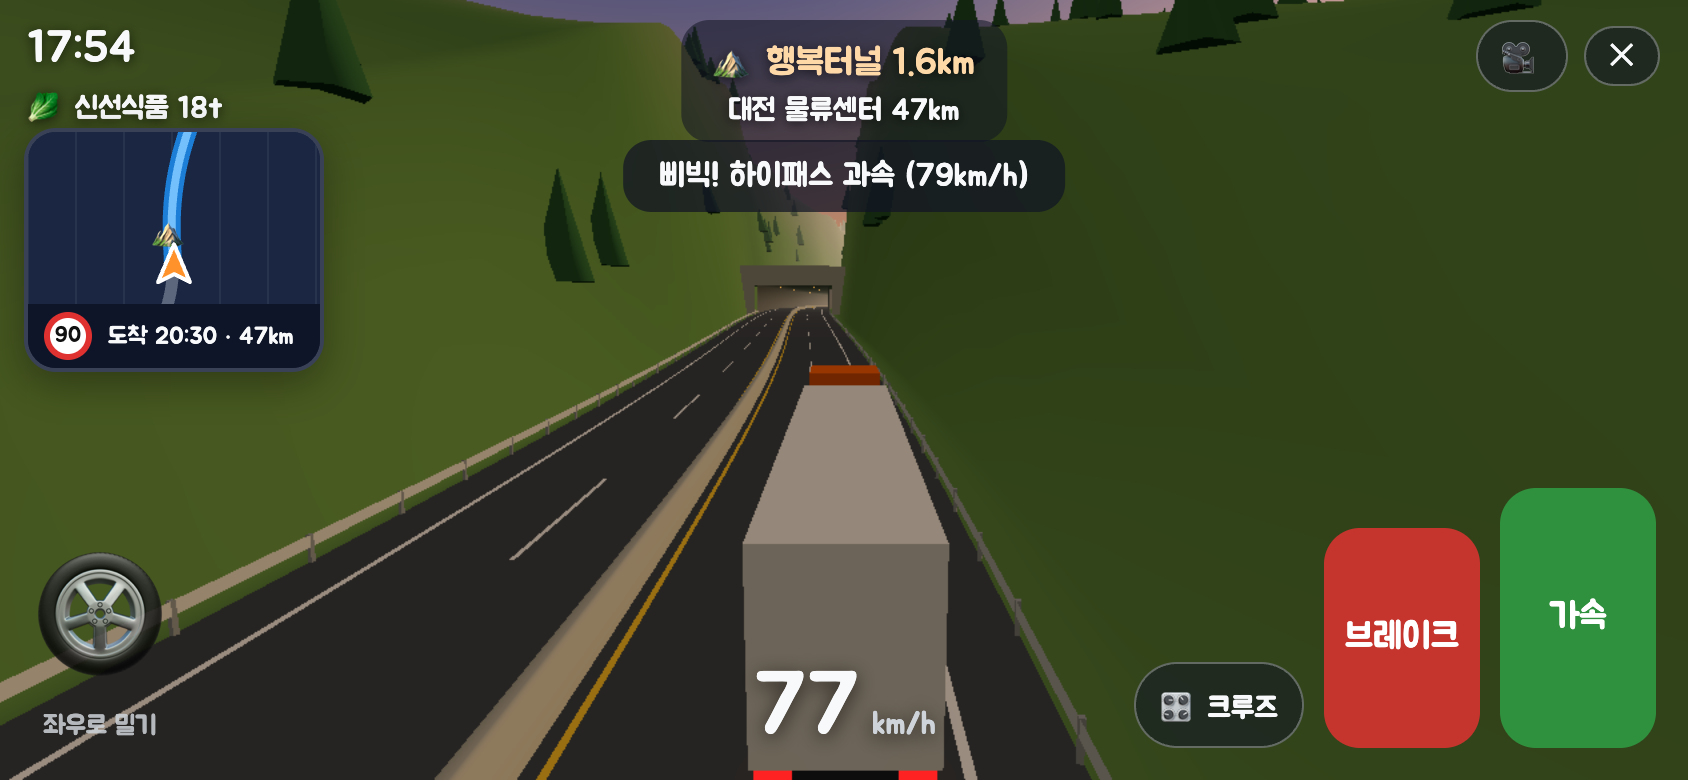 17:54
신선식품 18t
90
도착 20:30 · 47km
행복터널 1.6km
대전 물류센터 47km
삐빅! 하이패스 과속 (79km/h)
좌우로 밀기
77 km/h
크루즈
브레이크
가속